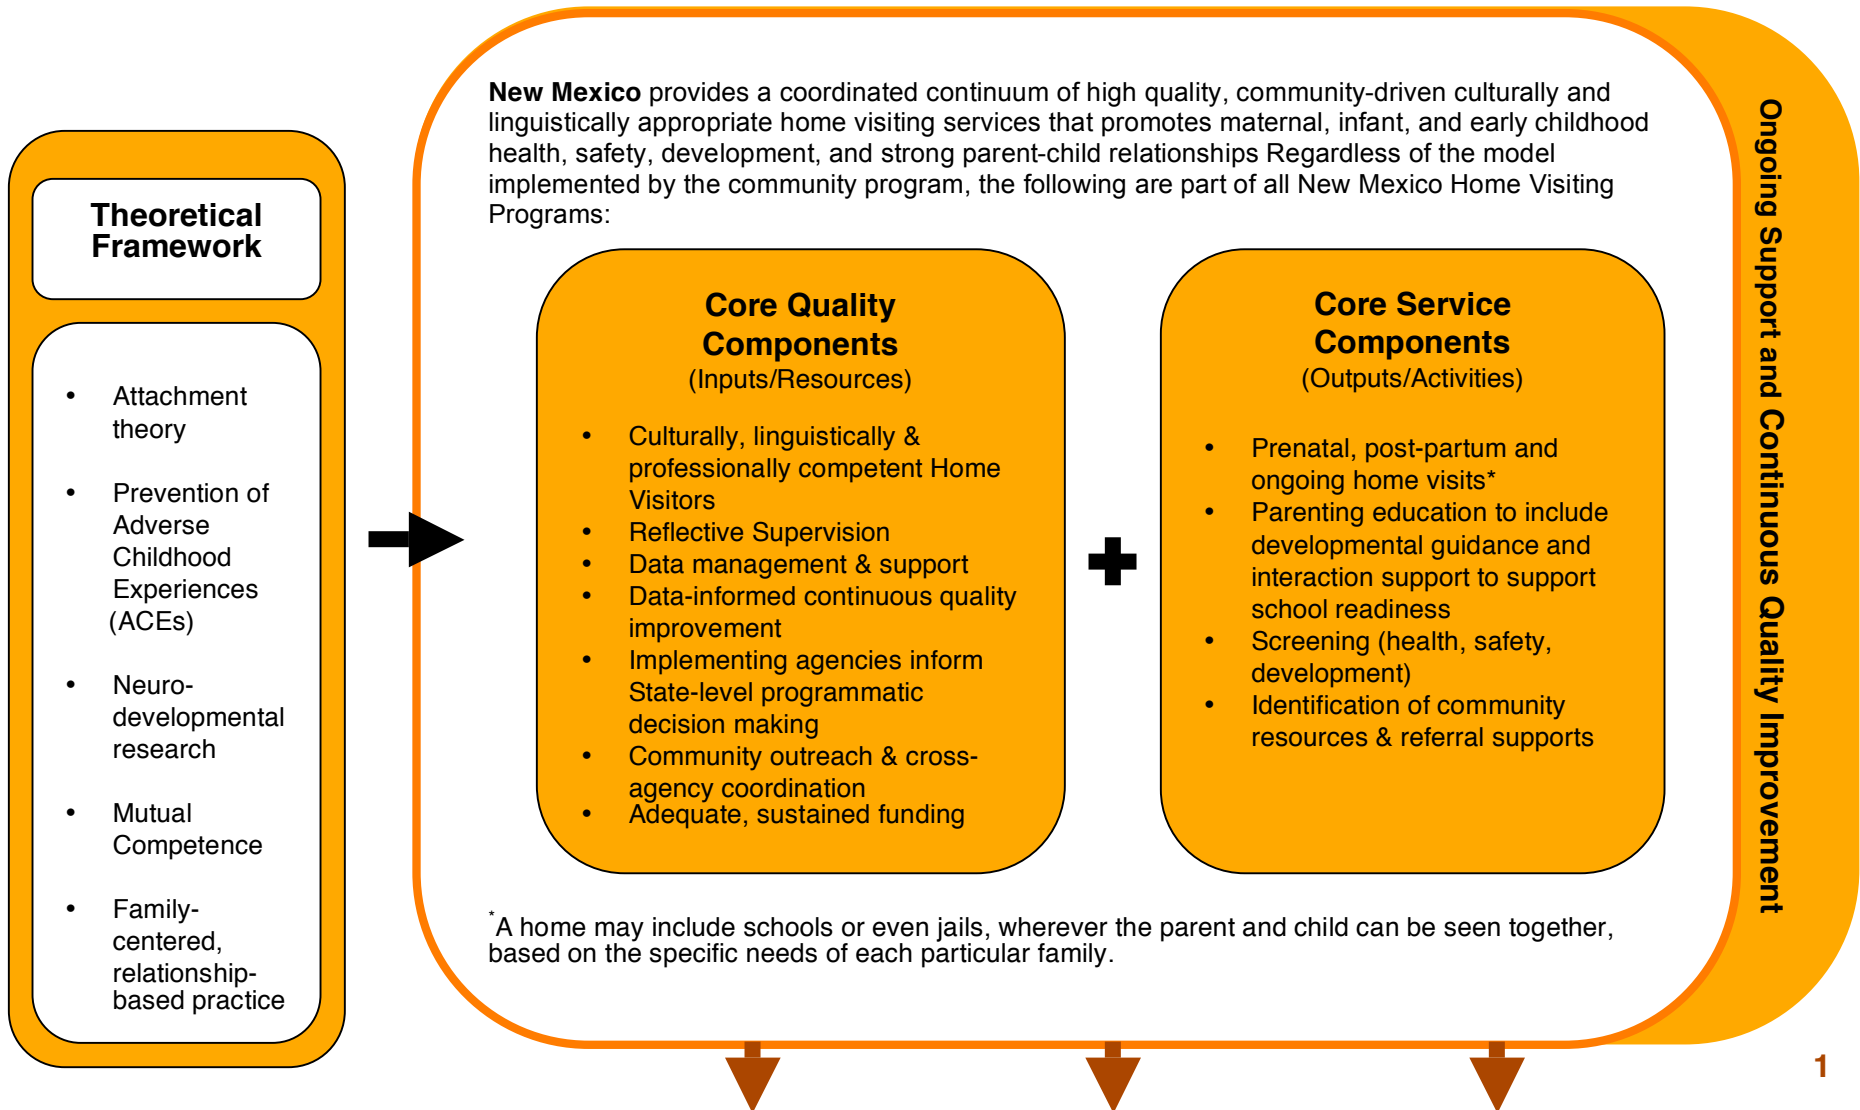 Theoretical
Framework
• Attachment
theory
• Prevention of
Adverse
Childhood
Experiences
(ACEs)
• Neuro-
developmental
research
• Mutual
Competence
• Family-
centered,
relationship-
based practice
New Mexico provides a coordinated continuum of high quality, community-driven culturally and
linguistically appropriate home visiting services that promotes maternal, infant, and early childhood
health, safety, development, and strong parent-child relationships Regardless of the model
implemented by the community program, the following are part of all New Mexico Home Visiting
Programs:
Core Quality
Components
(Inputs/Resources)
• Culturally, linguistically &
professionally competent Home
Visitors
• Reflective Supervision
• Data management & support
• Data-informed continuous quality
improvement
• Implementing agencies inform
State-level programmatic
decision making
• Community outreach & cross-
agency coordination
• Adequate, sustained funding
Core Service
Components
(Outputs/Activities)
• Prenatal, post-partum and
ongoing home visits*
• Parenting education to include
developmental guidance and
interaction support to support
school readiness
• Screening (health, safety,
development)
• Identification of community
resources & referral supports
*A home may include schools or even jails, wherever the parent and child can be seen together,
based on the specific needs of each particular family.
Ongoing Support and Continuous Quality Improvement
1